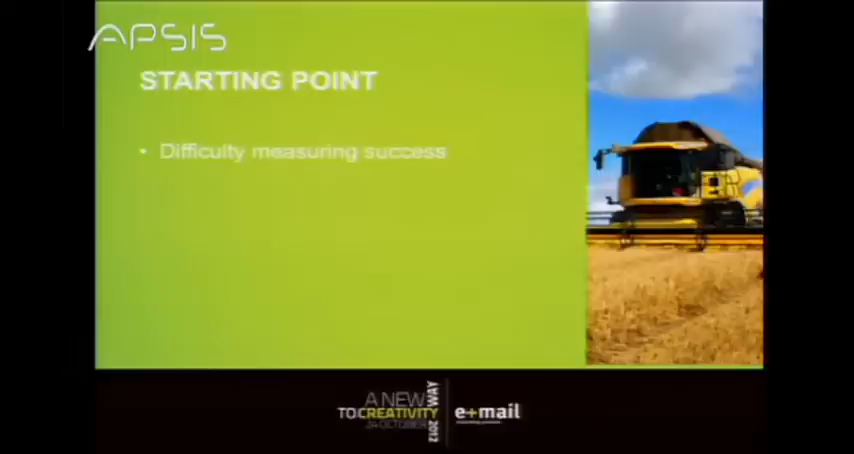 APSIS
STARTING POINT
• Difficulty measuring success
A NEW WAY
TO CREATIVITY
24 OCTOBER 2012
e+mail